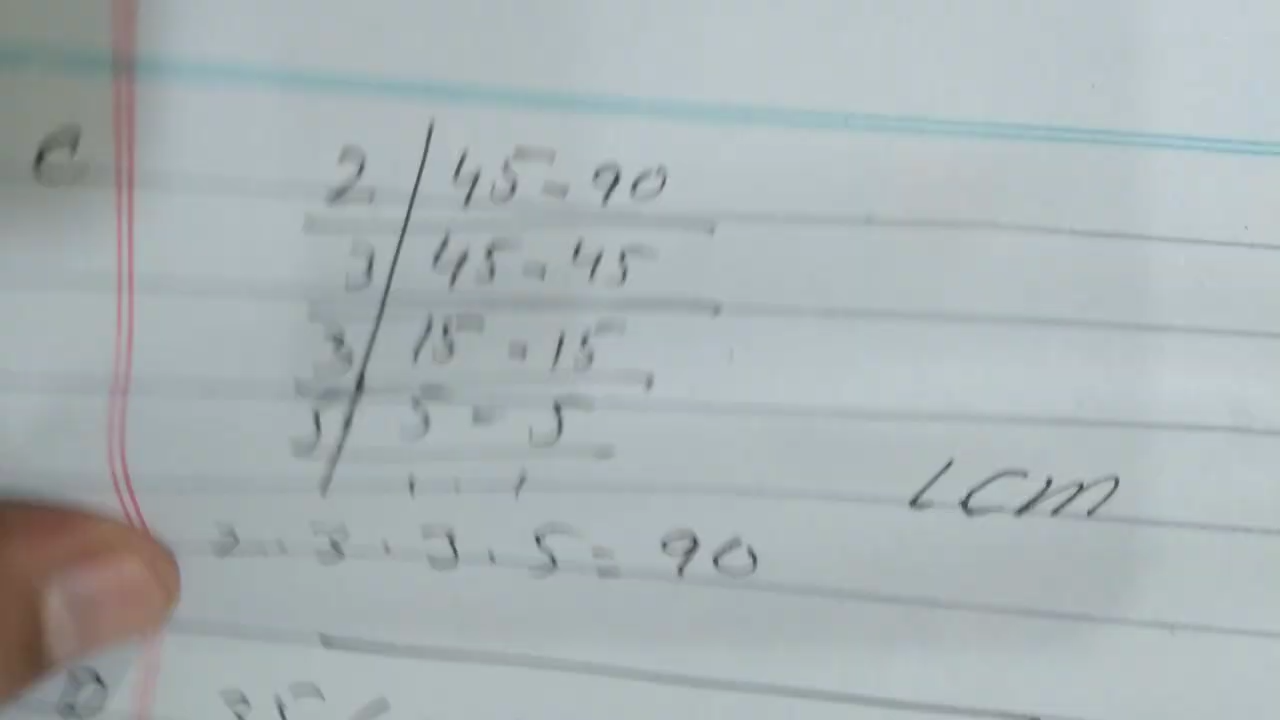 C 2 45 - 90
3 45 - 45
3 15 - 15
5 5 - 5
1 - 1
LCM
2 . 3 . 3 . 5 = 90
D